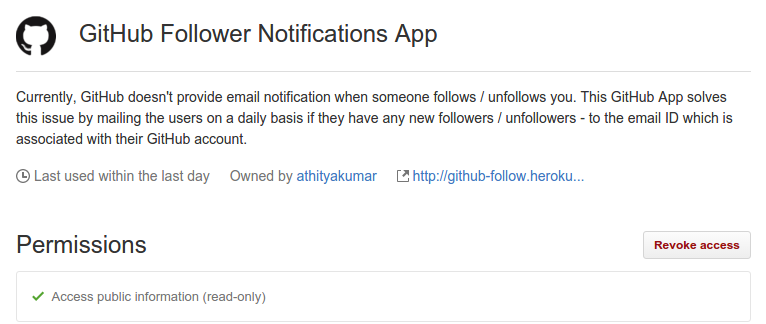 GitHub Follower Notifications App
Currently, GitHub doesn't provide email notification when someone follows / unfollows you. This GitHub App solves
this issue by mailing the users on a daily basis if they have any new followers / unfollowers - to the email ID which is
associated with their GitHub account.
Last used within the last day Owned by athityakumar http://github-follow.heroku...
Permissions Revoke access
Access public information (read-only)